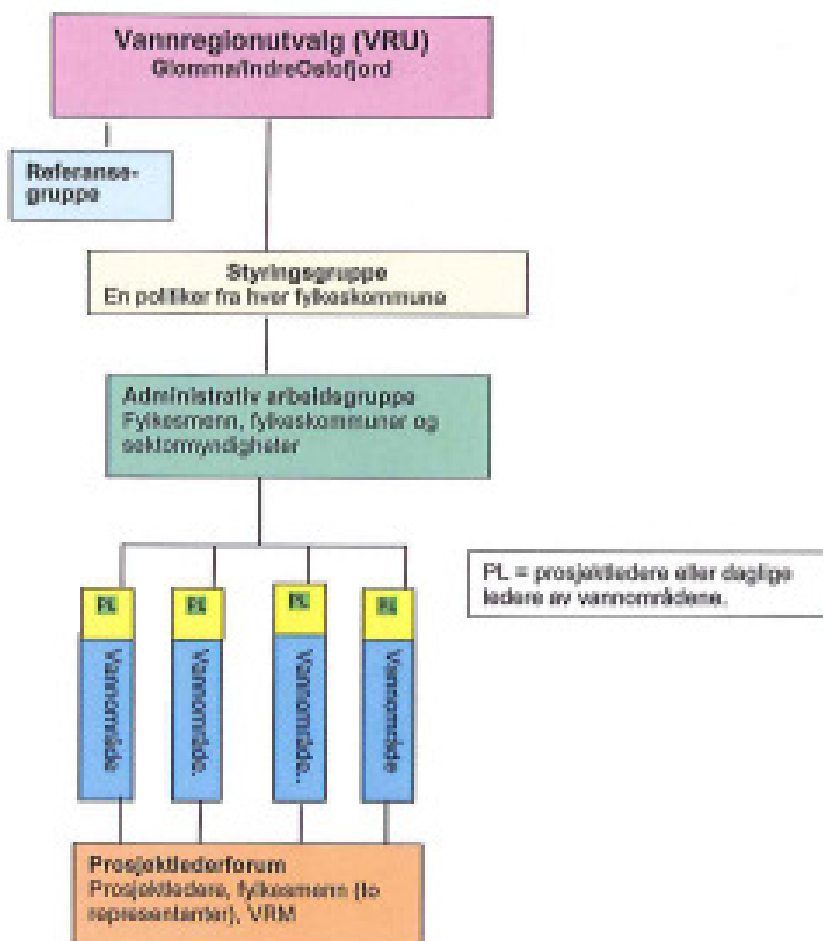 Vannregionutvalg (VRU)
Glomma/IndreOslofjord
Referanse-
gruppe
Styringsgruppe
En politiker fra hver fylkeskommune
Administrativ arbeidsgruppe
Fylkesmenn, fylkeskommuner og
sektormyndigheter
PL
PL
PL
PL
PL = prosjektledere eller daglige
ledere av vannområdene.
Vannområde
Vannområde.
Vannområde..
Vannområde
Prosjektlederforum
Prosjektledere, fylkesmenn (to
representanter), VRM